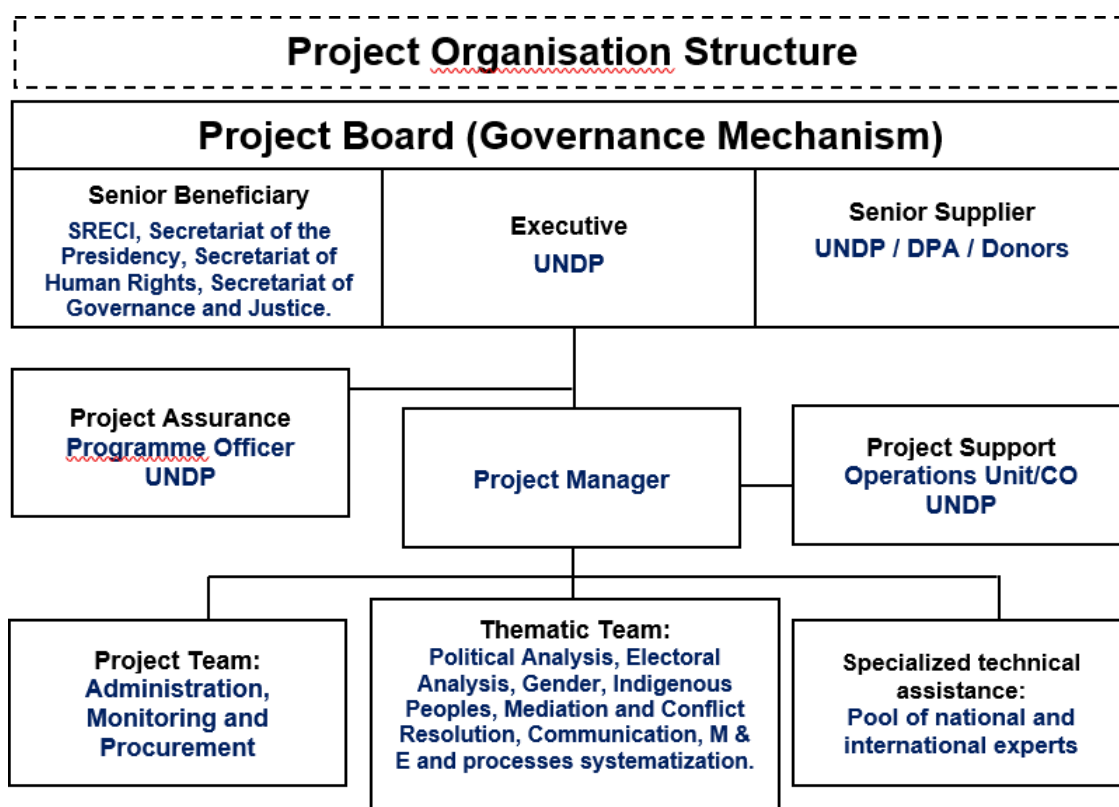 Project Organisation Structure
Project Board (Governance Mechanism)
Senior Beneficiary
SRECI, Secretariat of the
Presidency, Secretariat of
Human Rights, Secretariat of
Governance and Justice.
Executive
UNDP
Senior Supplier
UNDP / DPA / Donors
Project Assurance
Programme Officer
UNDP
Project Manager
Project Support
Operations Unit/CO
UNDP
Project Team:
Administration,
Monitoring and
Procurement
Thematic Team:
Political Analysis, Electoral
Analysis, Gender, Indigenous
Peoples, Mediation and Conflict
Resolution, Communication, M &
E and processes systematization.
Specialized technical
assistance:
Pool of national and
international experts